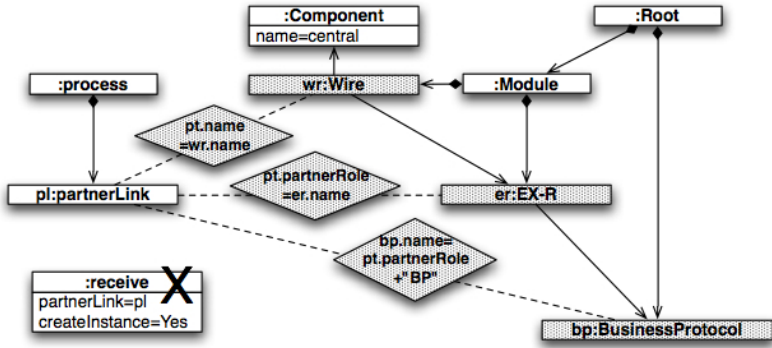 :Component
name=central
:Root
:process
wr:Wire
:Module
pt.name
=wr.name
pt.partnerRole
=er.name
pl:partnerLink
er:EX-R
bp.name=
pt.partnerRole
+"BP"
:receive
X
partnerLink=pl
createInstance=Yes
bp:BusinessProtocol